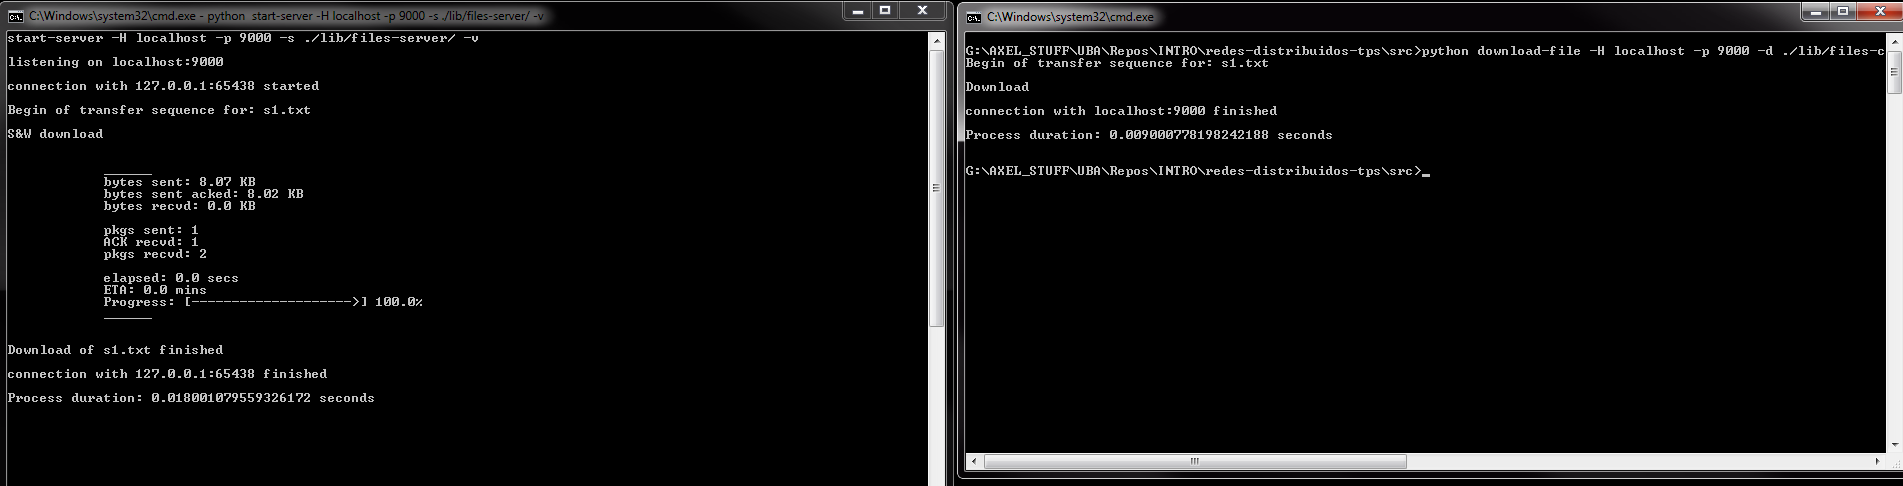 C:\Windows\system32\cmd.exe - python  start-server -H localhost -p 9000 -s ./lib/files-server/ -v
start-server -H localhost -p 9000 -s ./lib/files-server/ -v
listening on localhost:9000
connection with 127.0.0.1:65438 started
Begin of transfer sequence for: s1.txt
S&W download
______
bytes sent: 8.07 KB
bytes sent acked: 8.02 KB
bytes recvd: 0.0 KB
pkgs sent: 1
ACK recvd: 1
pkgs recvd: 2
elapsed: 0.0 secs
ETA: 0.0 mins
Progress: [-------------------->] 100.0%
______
Download of s1.txt finished
connection with 127.0.0.1:65438 finished
Process duration: 0.018001079559326172 seconds
C:\Windows\system32\cmd.exe
G:\AXEL_STUFF\UBA\Repos\INTRO\redes-distribuidos-tps\src>python download-file -H localhost -p 9000 -d ./lib/files-c
Begin of transfer sequence for: s1.txt
Download
connection with localhost:9000 finished
Process duration: 0.009000778198242188 seconds
G:\AXEL_STUFF\UBA\Repos\INTRO\redes-distribuidos-tps\src>_